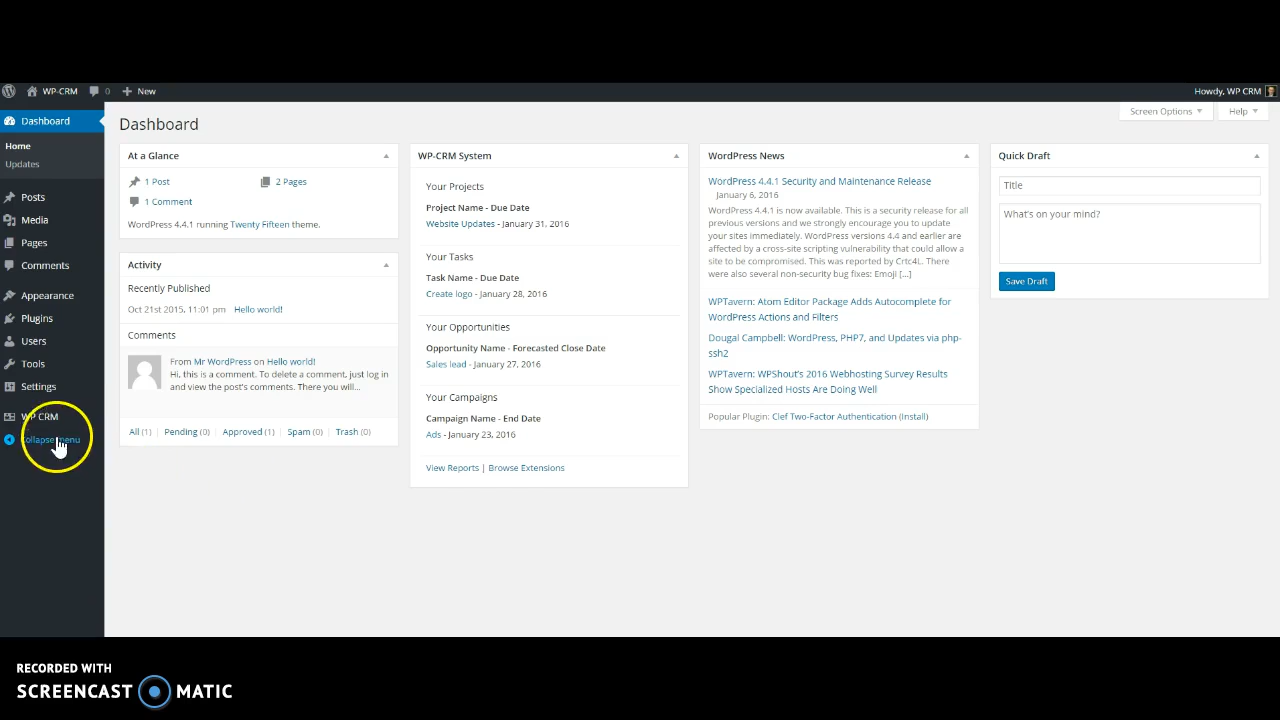 WP-CRM
0
New
Howdy, WP CRM
Dashboard
Home
Updates
Posts
Media
Pages
Comments
Appearance
Plugins
Users
Tools
Settings
WP CRM
Collapse menu
Screen Options
Help
Dashboard
At a Glance
1 Post
2 Pages
1 Comment
WordPress 4.4.1 running Twenty Fifteen theme.
Activity
Recently Published
Oct 21st 2015, 11:01 pm Hello world!
Comments
From Mr WordPress on Hello world!
Hi, this is a comment. To delete a comment, just log in
and view the post's comments. There you will...
All (1) Pending (0) Approved (1) Spam (0) Trash (0)
WP-CRM System
Your Projects
Project Name - Due Date
Website Updates - January 31, 2016
Your Tasks
Task Name - Due Date
Create logo - January 28, 2016
Your Opportunities
Opportunity Name - Forecasted Close Date
Sales lead - January 27, 2016
Your Campaigns
Campaign Name - End Date
Ads - January 23, 2016
View Reports | Browse Extensions
WordPress News
WordPress 4.4.1 Security and Maintenance Release
January 6, 2016
WordPress 4.4.1 is now available. This is a security release for all
previous versions and we strongly encourage you to update
your sites immediately. WordPress versions 4.4 and earlier are
affected by a cross-site scripting vulnerability that could allow a
site to be compromised. This was reported by Crtc4L. There
were also several non-security bug fixes: Emoji [...]
WPTavern: Atom Editor Package Adds Autocomplete for
WordPress Actions and Filters
Dougal Campbell: WordPress, PHP7, and Updates via php-
ssh2
WPTavern: WPShout's 2016 Webhosting Survey Results
Show Specialized Hosts Are Doing Well
Popular Plugin: Clef Two-Factor Authentication (Install)
Quick Draft
Title
What's on your mind?
Save Draft
RECORDED WITH
SCREENCAST MATIC